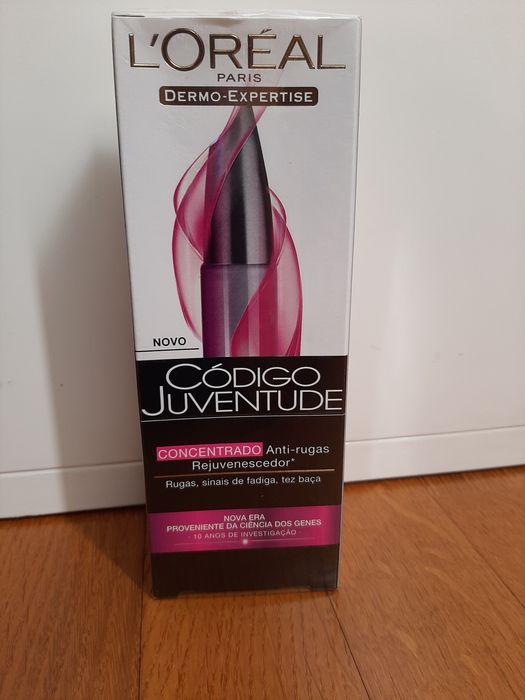 L'ORÉAL
PARIS
DERMO-EXPERTISE
NOVO
CÓDIGO
JUVENTUDE
CONCENTRADO Anti-rugas
Rejuvenescedor*
Rugas, sinais de fadiga, tez baça
NOVA ERA
PROVENIENTE DA CIÊNCIA DOS GENES
- 10 ANOS DE INVESTIGAÇÃO -